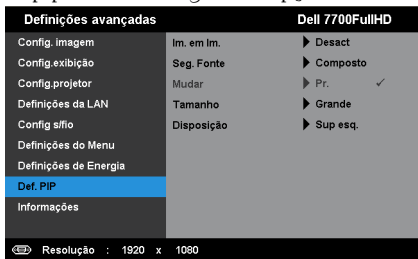 Definições avançadas Dell 7700FullHD
Config. imagem Im. em Im. Desact
Config.exibição Seg. Fonte Composto
Config.projetor Mudar Pr. ✓
Definições da LAN Tamanho Grande
Config s/fio Disposição Sup esq.
Definições do Menu
Definições de Energia
Def. PIP
Informações
Resolução : 1920 x 1080